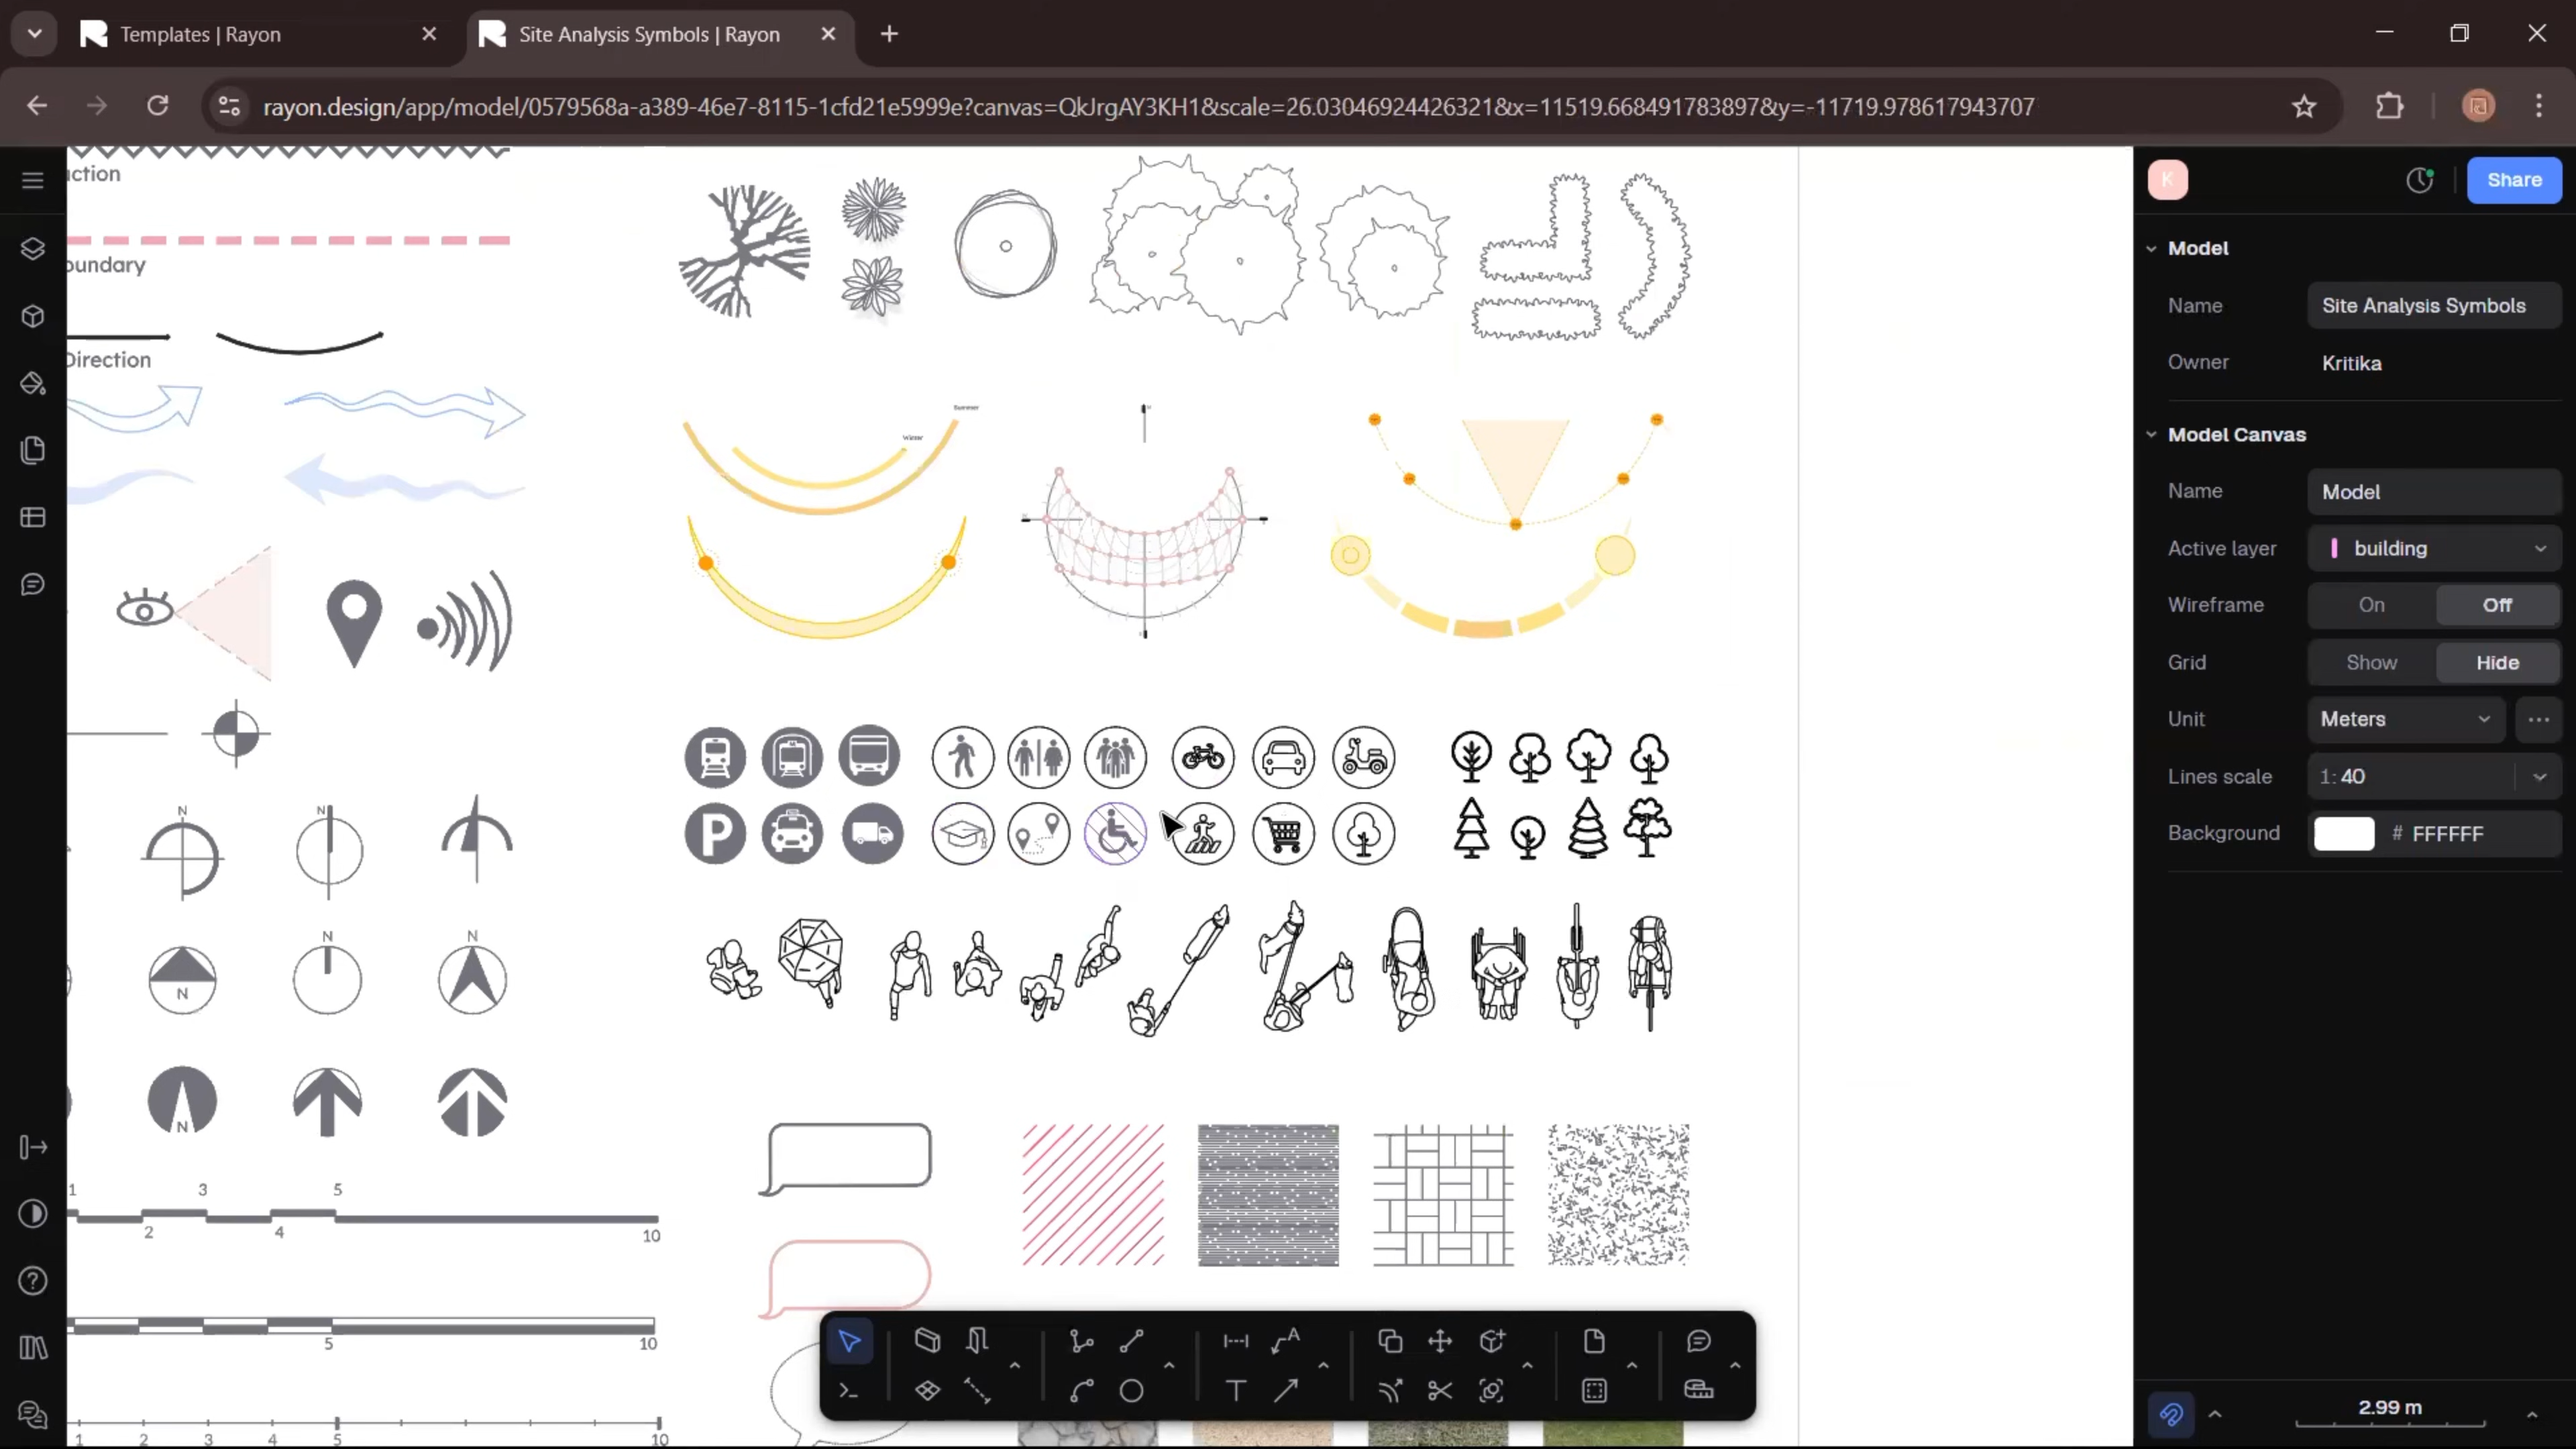 Templates | Rayon
Site Analysis Symbols | Rayon
rayon.design/app/model/0579568a-a389-46e7-8115-1cfd21e5999e?canvas=QkJrgAY3KH1&scale=26.03046924426321&x=11519.668491783897&y=-11719.978617943707
K
Share
Model
Name
Site Analysis Symbols
Owner
Kritika
Model Canvas
Name
Model
Active layer
building
Wireframe
On
Off
Grid
Show
Hide
Unit
Meters
Lines scale
1: 40
Background
# FFFFFF
uction
oundary
Direction
Summer
Winter
P
N
N
N
N
N
N
1
3
5
2
4
10
5
10
1
2
3
4
5
10
A
T
2.99 m